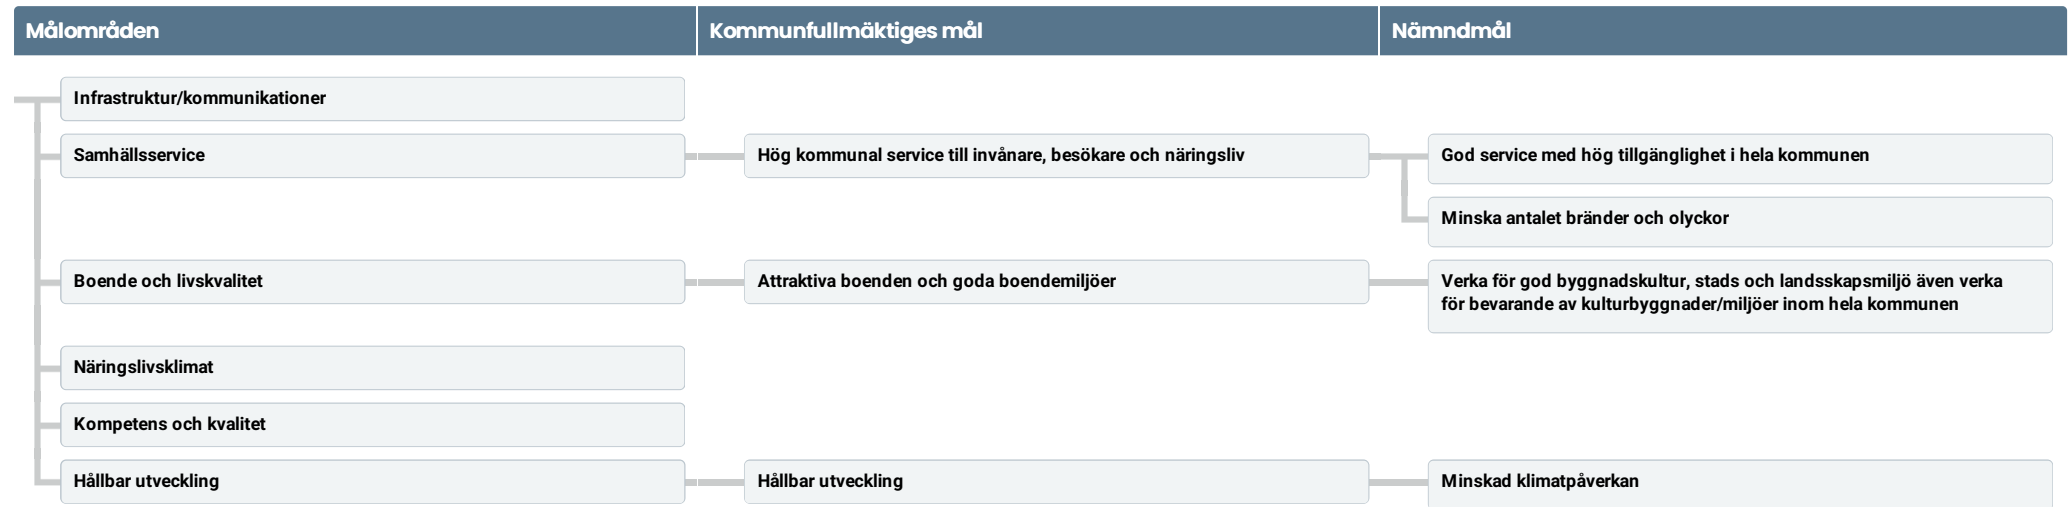 Målområden
Kommunfullmäktiges mål
Nämndmål
Infrastruktur/kommunikationer
Samhällsservice
Hög kommunal service till invånare, besökare och näringsliv
God service med hög tillgänglighet i hela kommunen
Minska antalet bränder och olyckor
Boende och livskvalitet
Attraktiva boenden och goda boendemiljöer
Verka för god byggnadskultur, stads och landsskapsmiljö även verka
för bevarande av kulturbyggnader/miljöer inom hela kommunen
Näringslivsklimat
Kompetens och kvalitet
Hållbar utveckling
Hållbar utveckling
Minskad klimatpåverkan